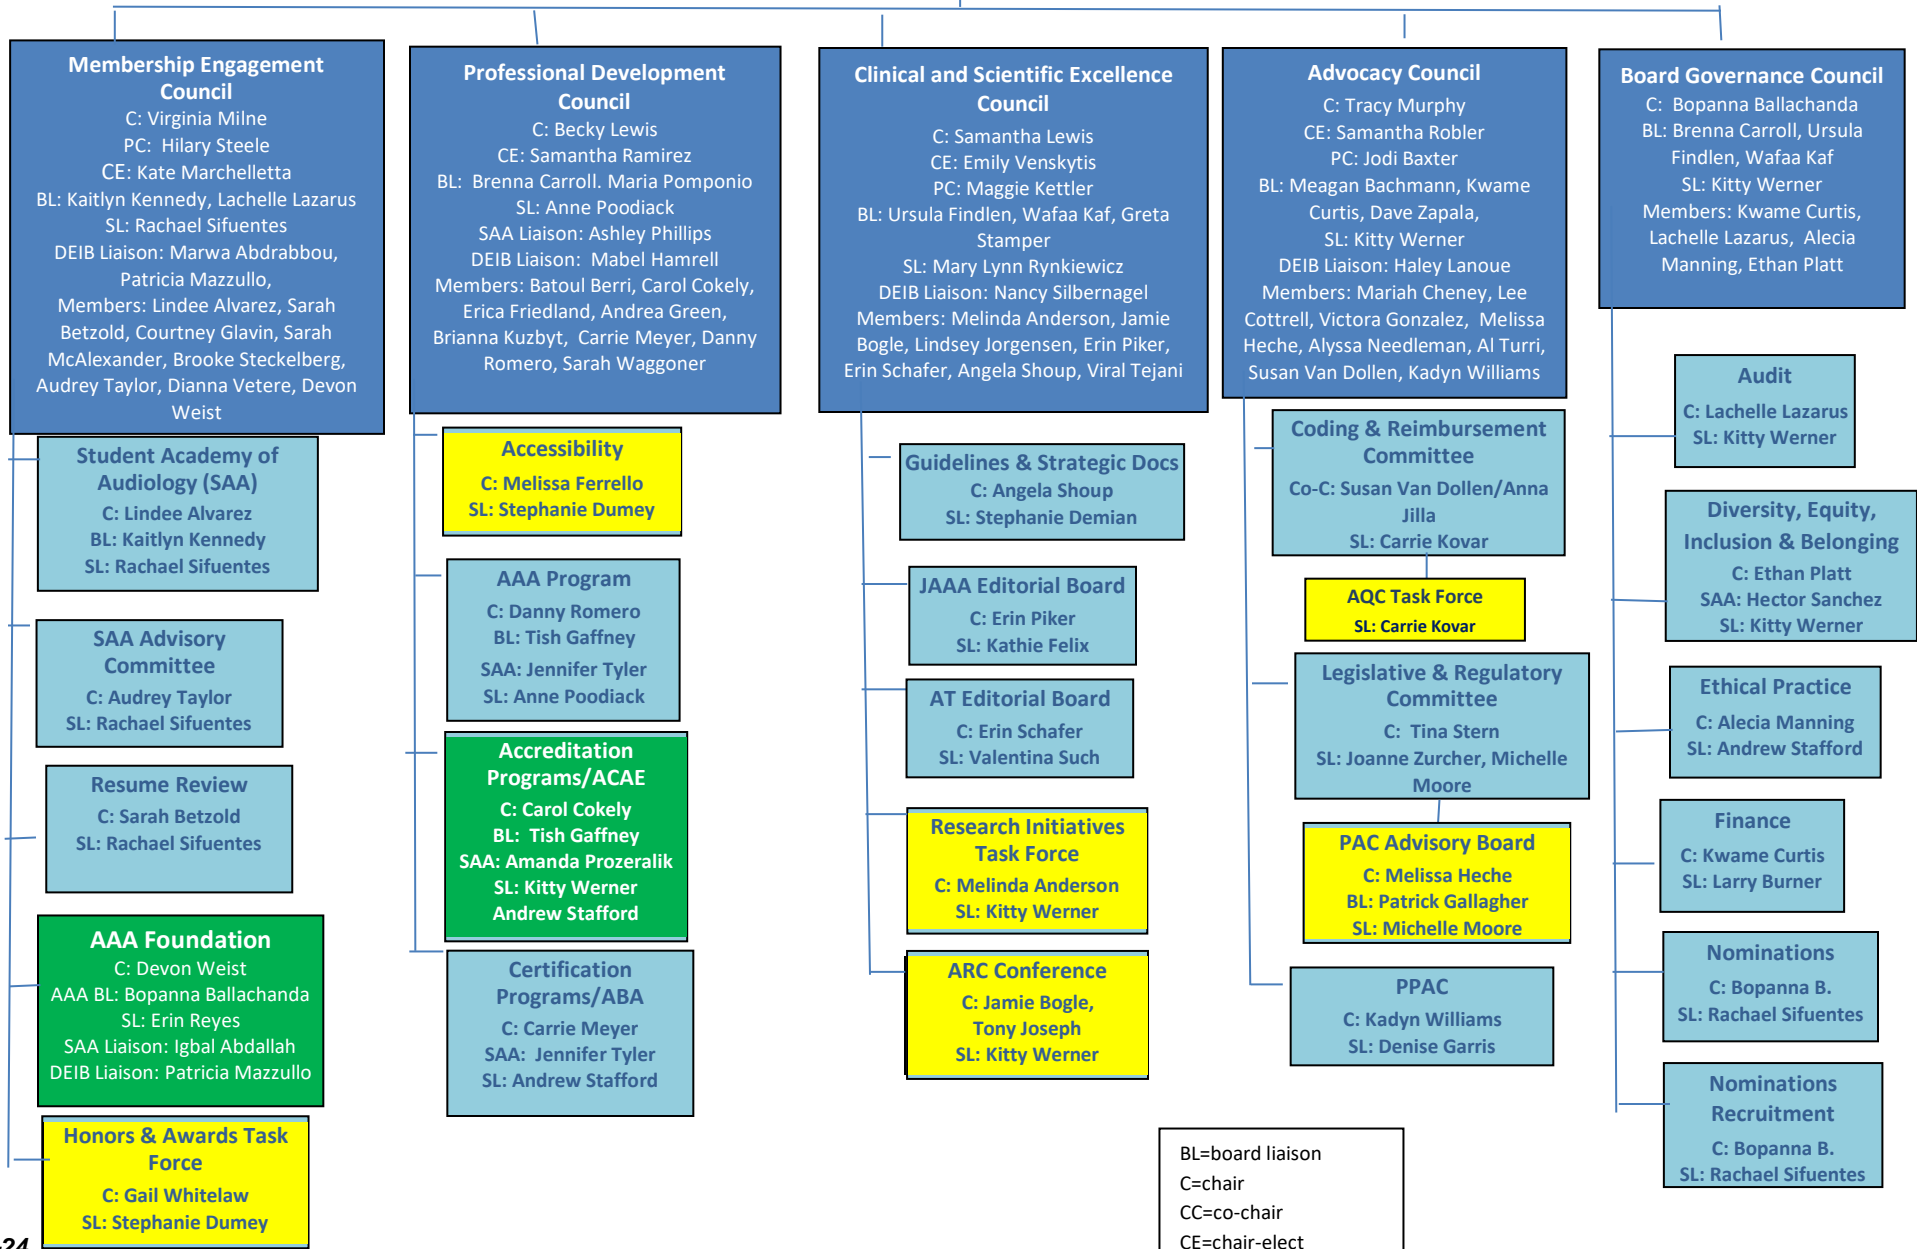 Membership Engagement
Council
C: Virginia Milne
PC: Hilary Steele
CE: Kate Marchelletta
BL: Kaitlyn Kennedy, Lachelle Lazarus
SL: Rachael Sifuentes
DEIB Liaison: Marwa Abdrabbou,
Patricia Mazzullo,
Members: Lindee Alvarez, Sarah
Betzold, Courtney Glavin, Sarah
McAlexander, Brooke Steckelberg,
Audrey Taylor, Dianna Vetere, Devon
Weist
Student Academy of
Audiology (SAA)
C: Lindee Alvarez
BL: Kaitlyn Kennedy
SL: Rachael Sifuentes
SAA Advisory
Committee
C: Audrey Taylor
SL: Rachael Sifuentes
Resume Review
C: Sarah Betzold
SL: Rachael Sifuentes
AAA Foundation
C: Devon Weist
AAA BL: Bopanna Ballachanda
SL: Erin Reyes
SAA Liaison: Igbal Abdallah
DEIB Liaison: Patricia Mazzullo
Honors & Awards Task
Force
C: Gail Whitelaw
SL: Stephanie Dumey
Professional Development
Council
C: Becky Lewis
CE: Samantha Ramirez
BL: Brenna Carroll. Maria Pomponio
SL: Anne Poodiack
SAA Liaison: Ashley Phillips
DEIB Liaison: Mabel Hamrell
Members: Batoul Berri, Carol Cokely,
Erica Friedland, Andrea Green,
Brianna Kuzbyt, Carrie Meyer, Danny
Romero, Sarah Waggoner
Accessibility
C: Melissa Ferrello
SL: Stephanie Dumey
AAA Program
C: Danny Romero
BL: Tish Gaffney
SAA: Jennifer Tyler
SL: Anne Poodiack
Accreditation
Programs/ACAE
C: Carol Cokely
BL: Tish Gaffney
SAA: Amanda Prozeralik
SL: Kitty Werner
Andrew Stafford
Certification
Programs/ABA
C: Carrie Meyer
SAA: Jennifer Tyler
SL: Andrew Stafford
Clinical and Scientific Excellence
Council
C: Samantha Lewis
CE: Emily Venskytis
PC: Maggie Kettler
BL: Ursula Findlen, Wafaa Kaf, Greta
Stamper
SL: Mary Lynn Rynkiewicz
DEIB Liaison: Nancy Silbernagel
Members: Melinda Anderson, Jamie
Bogle, Lindsey Jorgensen, Erin Piker,
Erin Schafer, Angela Shoup, Viral Tejani
Guidelines & Strategic Docs
C: Angela Shoup
SL: Stephanie Demian
JAAA Editorial Board
C: Erin Piker
SL: Kathie Felix
AT Editorial Board
C: Erin Schafer
SL: Valentina Such
Research Initiatives
Task Force
C: Melinda Anderson
SL: Kitty Werner
ARC Conference
C: Jamie Bogle,
Tony Joseph
SL: Kitty Werner
Advocacy Council
C: Tracy Murphy
CE: Samantha Robler
PC: Jodi Baxter
BL: Meagan Bachmann, Kwame
Curtis, Dave Zapala,
SL: Kitty Werner
DEIB Liaison: Haley Lanoue
Members: Mariah Cheney, Lee
Cottrell, Victora Gonzalez, Melissa
Heche, Alyssa Needleman, Al Turri,
Susan Van Dollen, Kadyn Williams
Coding & Reimbursement
Committee
Co-C: Susan Van Dollen/Anna
Jilla
SL: Carrie Kovar
AQC Task Force
SL: Carrie Kovar
Legislative & Regulatory
Committee
C: Tina Stern
SL: Joanne Zurcher, Michelle
Moore
PAC Advisory Board
C: Melissa Heche
BL: Patrick Gallagher
SL: Michelle Moore
PPAC
C: Kadyn Williams
SL: Denise Garris
Board Governance Council
C: Bopanna Ballachanda
BL: Brenna Carroll, Ursula
Findlen, Wafaa Kaf
SL: Kitty Werner
Members: Kwame Curtis,
Lachelle Lazarus, Alecia
Manning, Ethan Platt
Audit
C: Lachelle Lazarus
SL: Kitty Werner
Diversity, Equity,
Inclusion & Belonging
C: Ethan Platt
SAA: Hector Sanchez
SL: Kitty Werner
Ethical Practice
C: Alecia Manning
SL: Andrew Stafford
Finance
C: Kwame Curtis
SL: Larry Burner
Nominations
C: Bopanna B.
SL: Rachael Sifuentes
Nominations
Recruitment
C: Bopanna B.
SL: Rachael Sifuentes
BL=board liaison
C=chair
CC=co-chair
CE=chair-elect
24